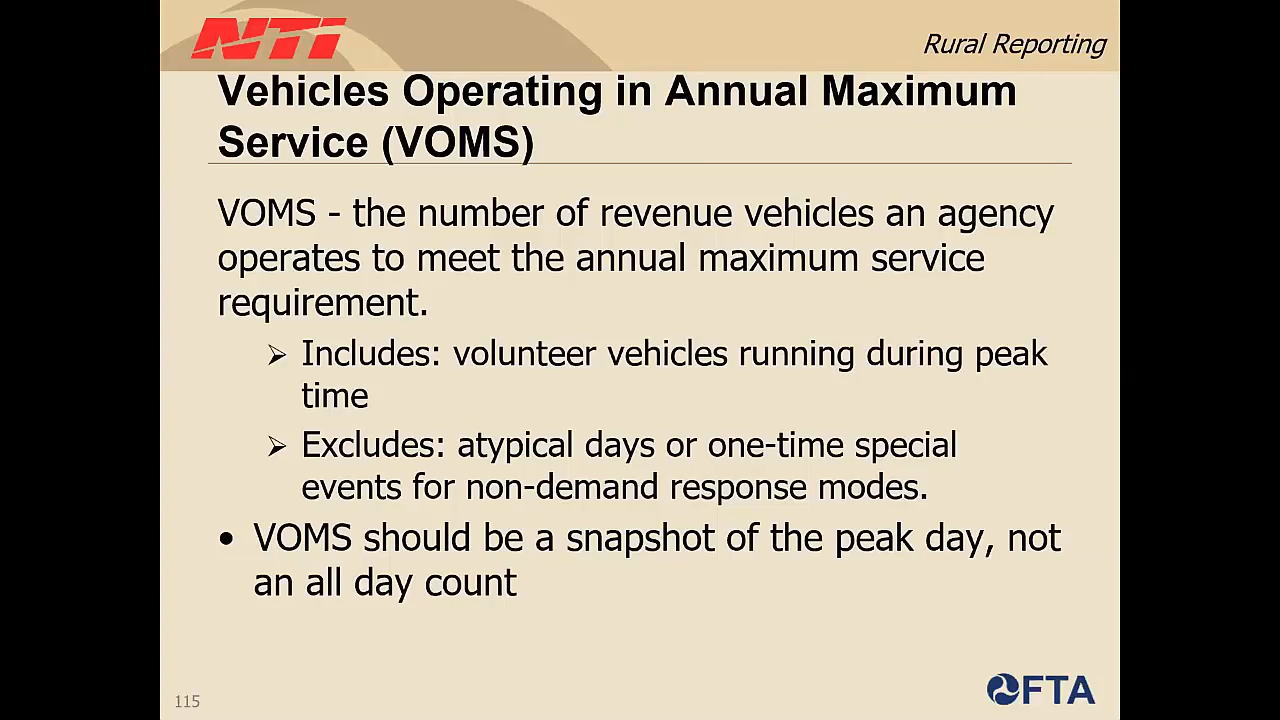 NTI
Rural Reporting
Vehicles Operating in Annual Maximum
Service (VOMS)
VOMS - the number of revenue vehicles an agency
operates to meet the annual maximum service
requirement.
➢ Includes: volunteer vehicles running during peak
time
➢ Excludes: atypical days or one-time special
events for non-demand response modes.
• VOMS should be a snapshot of the peak day, not
an all day count
115
FTA